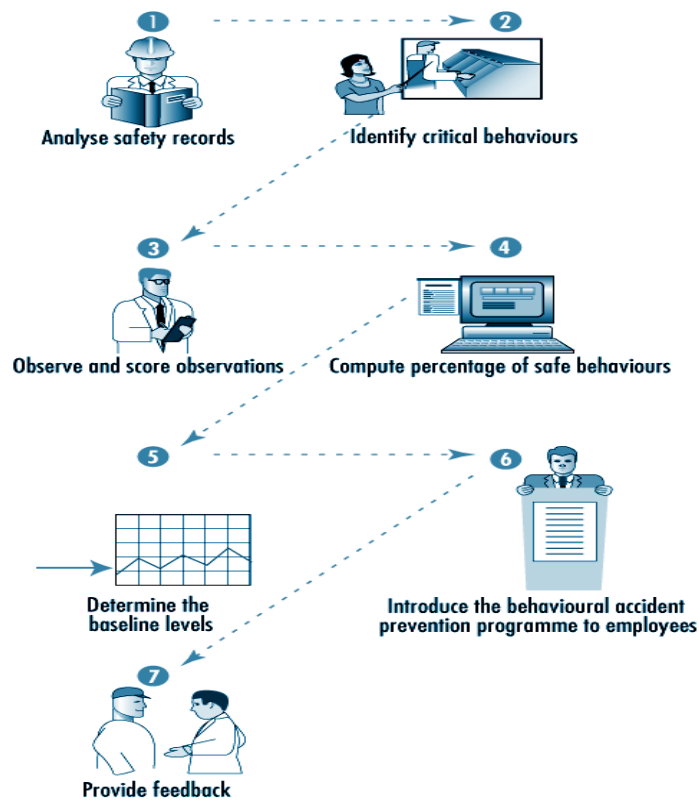 1
2
Analyse safety records
Identify critical behaviours
3
4
Observe and score observations
Compute percentage of safe behaviours
5
6
Determine the
baseline levels
Introduce the behavioural accident
prevention programme to employees
7
Provide feedback